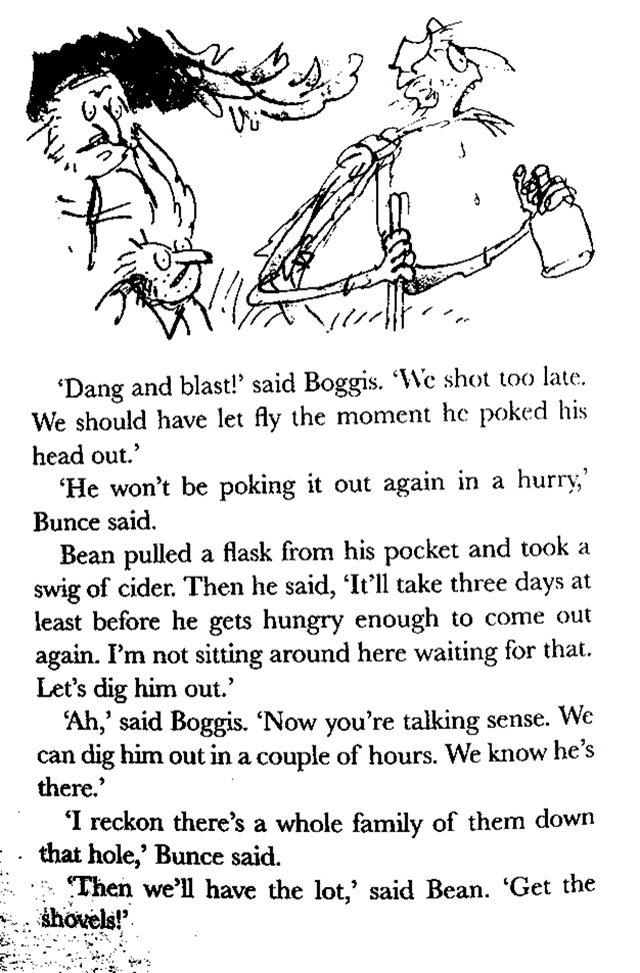 ‘Dang and blast!’ said Boggis. ‘We shot too late.
We should have let fly the moment he poked his
head out.’
‘He won’t be poking it out again in a hurry,’
Bunce said.
Bean pulled a flask from his pocket and took a
swig of cider. Then he said, ‘It’ll take three days at
least before he gets hungry enough to come out
again. I’m not sitting around here waiting for that.
Let’s dig him out.’
‘Ah,’ said Boggis. ‘Now you’re talking sense. We
can dig him out in a couple of hours. We know he’s
there.’
‘I reckon there’s a whole family of them down
that hole,’ Bunce said.
‘Then we’ll have the lot,’ said Bean. ‘Get the
shovels!’